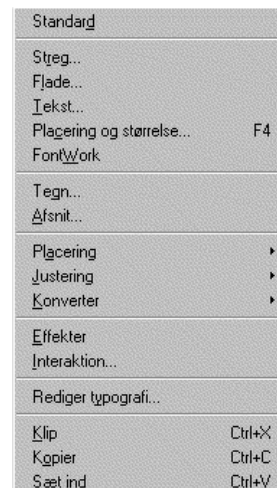 Standard
Streg...
Flade...
Tekst...
Placering og størrelse... F4
FontWork
Tegn...
Afsnit...
Placering
Justering
Konverter
Effekter
Interaktion...
Rediger typografi...
Klip Ctrl+X
Kopier Ctrl+C
Sæt ind Ctrl+V